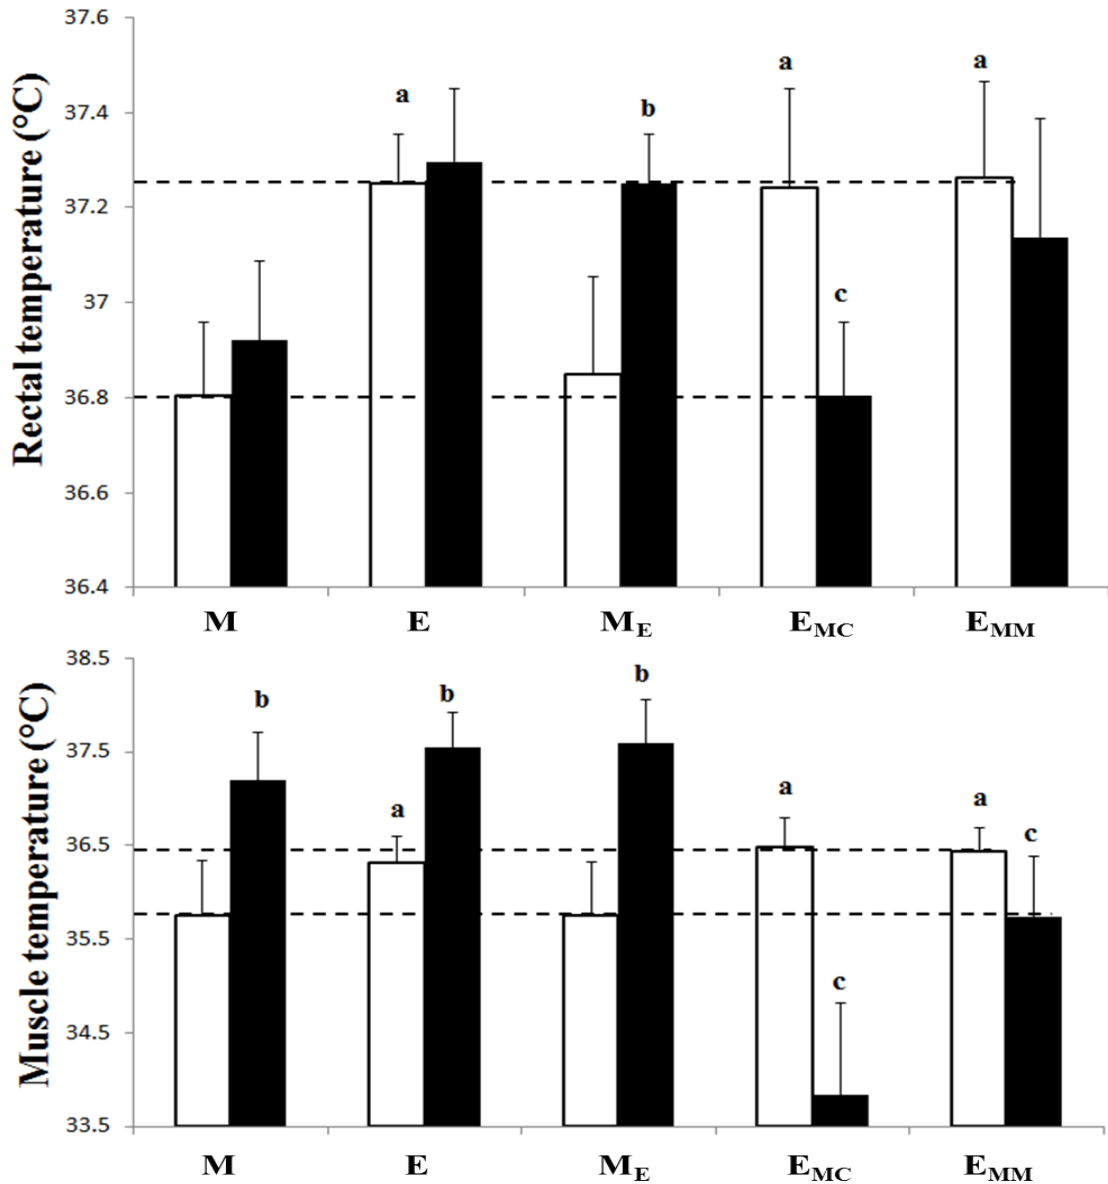 Rectal temperature (°C)
37.6
37.4
37.2
37
36.8
36.6
36.4
a
b
a
a
c
M E M_E E_MC E_MM
Muscle temperature (°C)
38.5
37.5
36.5
35.5
34.5
33.5
b
a
b
b
a
c
a
c
M E M_E E_MC E_MM